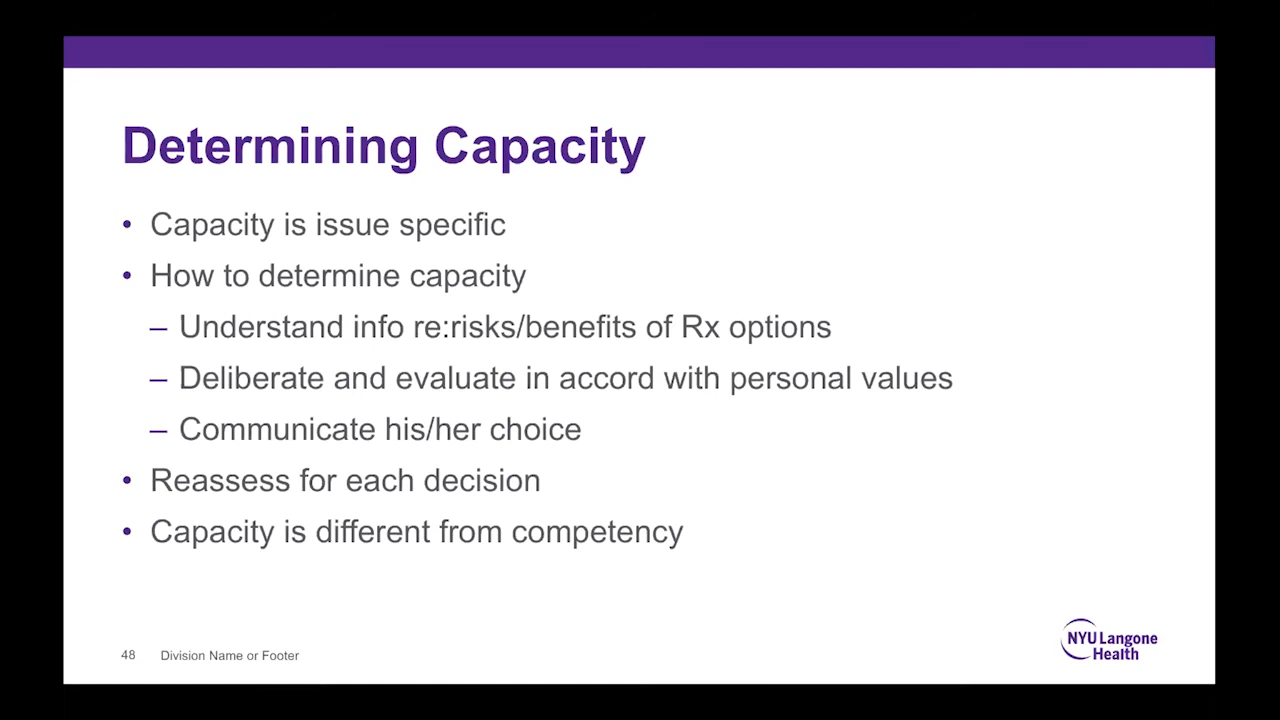 Determining Capacity
• Capacity is issue specific
• How to determine capacity
– Understand info re:risks/benefits of Rx options
– Deliberate and evaluate in accord with personal values
– Communicate his/her choice
• Reassess for each decision
• Capacity is different from competency
48 Division Name or Footer
NYU Langone
Health